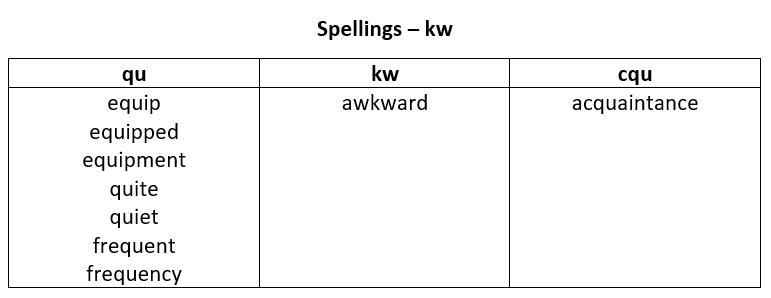 Spellings – kw
qu kw cqu
equip awkward acquaintance
equipped
equipment
quite
quiet
frequent
frequency